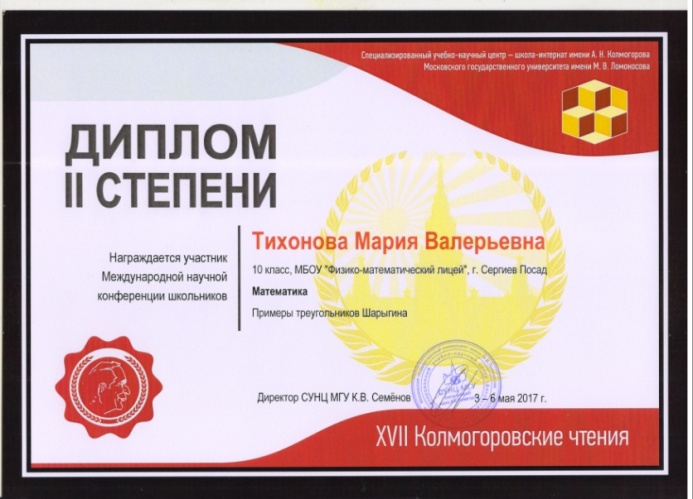 Специализированный учебно-научный центр – школа-интернат имени А. Н. Колмогорова
Московского государственного университета имени М. В. Ломоносова
ДИПЛОМ
II СТЕПЕНИ
Награждается участник
Международной научной
конференции школьников
Тихонова Мария Валерьевна
10 класс, МБОУ "Физико-математический лицей", г. Сергиев Посад
Математика
Примеры треугольников Шарыгина
СУНЦ МГУ
Директор СУНЦ МГУ К.В. Семёнов
3 – 6 мая 2017 г.
XVII Колмогоровские чтения